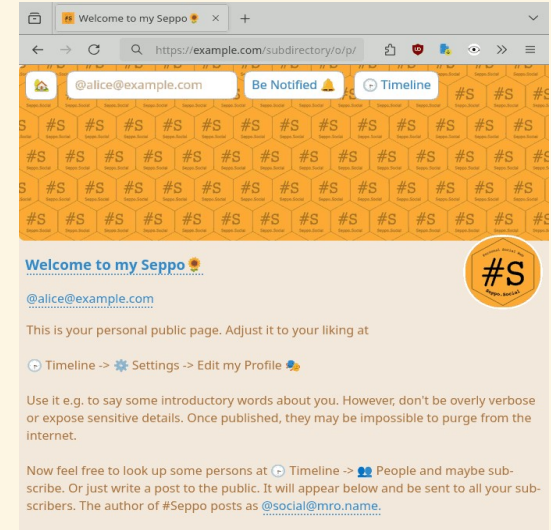 Welcome to my Seppo🌻
https://example.com/subdirectory/o/p/
@alice@example.com
Be Notified 🔔
Timeline
#S
Seppo.Social
Welcome to my Seppo🌻
@alice@example.com
This is your personal public page. Adjust it to your liking at
🕞 Timeline -> ⚙️ Settings -> Edit my Profile 🎭
Use it e.g. to say some introductory words about you. However, don't be overly verbose
or expose sensitive details. Once published, they may be impossible to purge from the
internet.
Now feel free to look up some persons at 🕞 Timeline -> 👥 People and maybe sub-
scribe. Or just write a post to the public. It will appear below and be sent to all your sub-
scribers. The author of #Seppo posts as @social@mro.name.